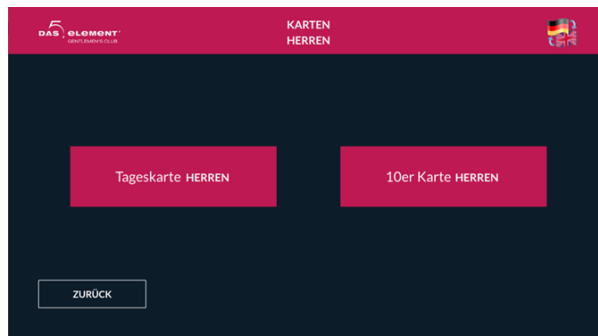 DAS 5 ELEMENT
GENTLEMEN'S CLUB
KARTEN
HERREN
Tageskarte HERREN
10er Karte HERREN
ZURÜCK